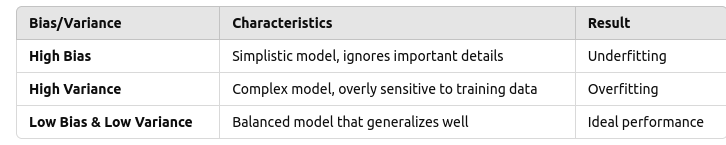 Bias/Variance Characteristics Result
High Bias Simplistic model, ignores important details Underfitting
High Variance Complex model, overly sensitive to training data Overfitting
Low Bias & Low Variance Balanced model that generalizes well Ideal performance